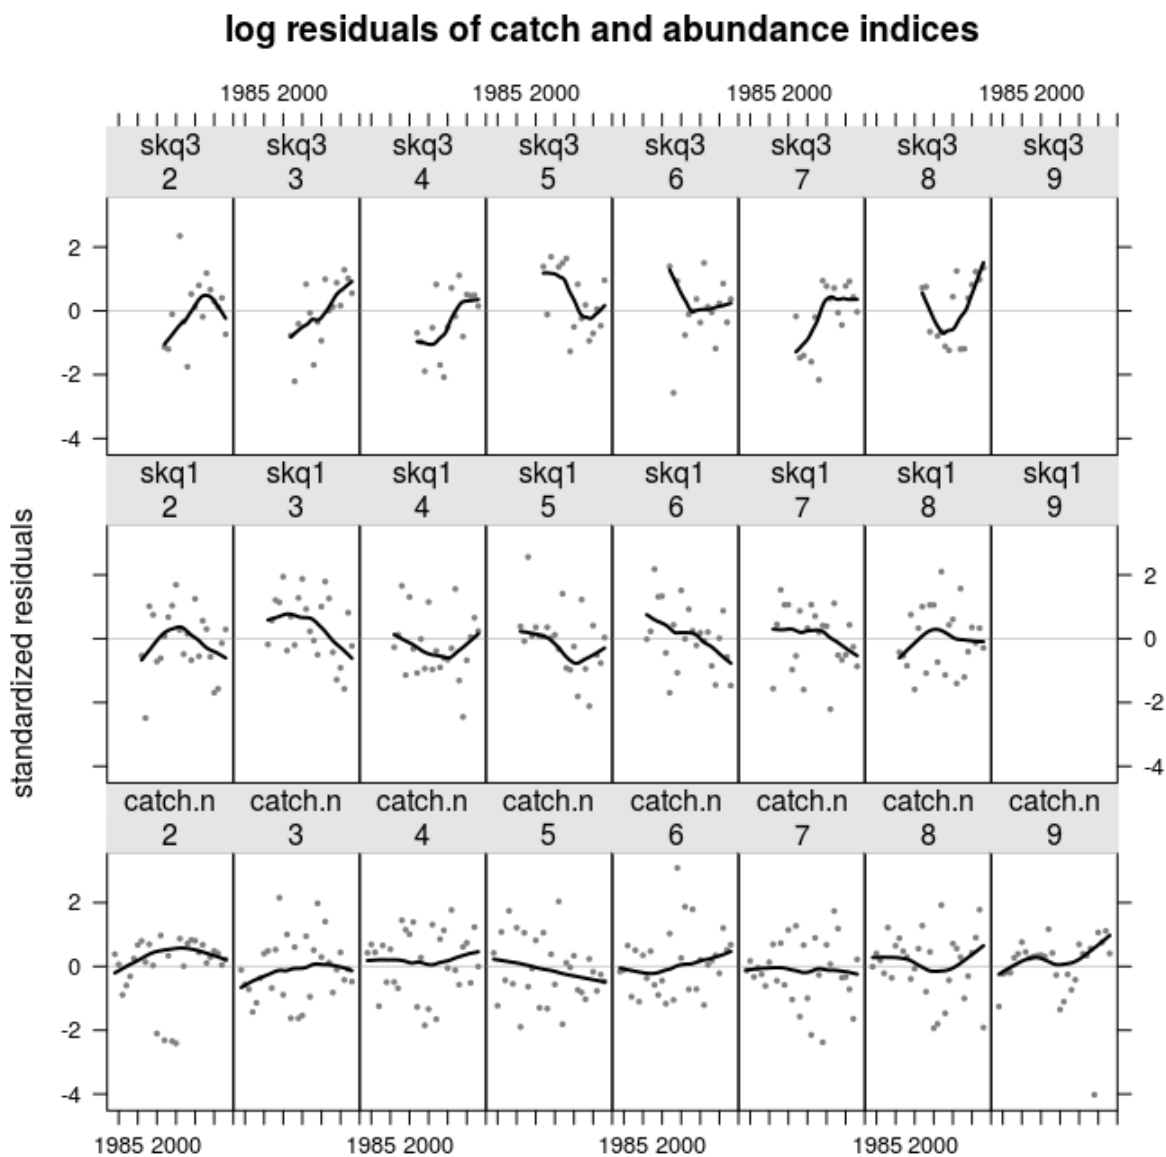 log residuals of catch and abundance indices
1985 2000 1985 2000 1985 2000 1985 2000
skq3 skq3 skq3 skq3 skq3 skq3 skq3 skq3
2 3 4 5 6 7 8 9
2
0
-2
-4
skq1 skq1 skq1 skq1 skq1 skq1 skq1 skq1
2 3 4 5 6 7 8 9
2
0
-2
-4
standardized residuals
catch.n catch.n catch.n catch.n catch.n catch.n catch.n catch.n
2 3 4 5 6 7 8 9
2
0
-2
-4
1985 2000 1985 2000 1985 2000 1985 2000